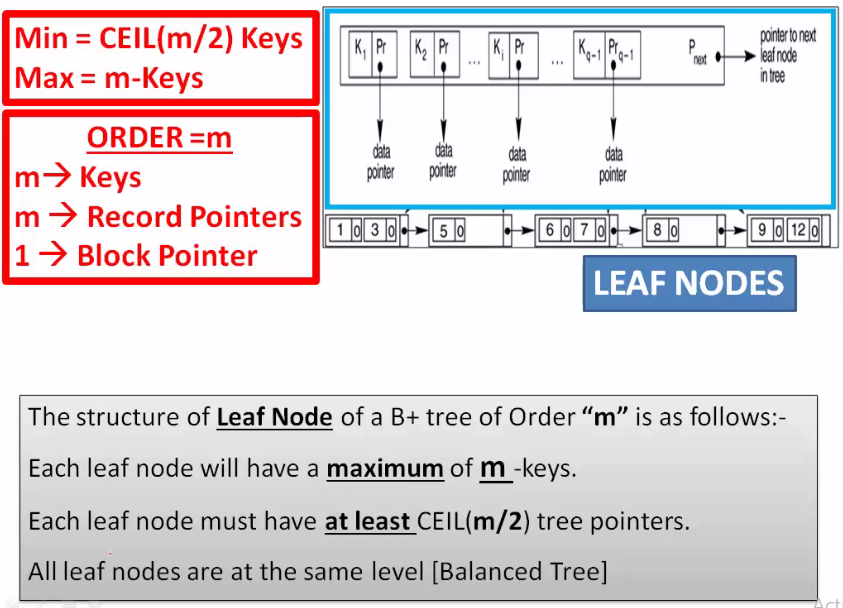 Min = CEIL(m/2) Keys
Max = m-Keys
ORDER =m
m→ Keys
m → Record Pointers
1 → Block Pointer
K1 Pr K2 Pr ... Ki Pr ... Kq-1 Prq-1 Pnext
pointer to next
leaf node
in tree
data
pointer
data
pointer
data
pointer
data
pointer
1 0 3 0 5 0 6 0 7 0 8 0 9 0 12 0
LEAF NODES
The structure of Leaf Node of a B+ tree of Order “m” is as follows:-
Each leaf node will have a maximum of m -keys.
Each leaf node must have at least CEIL(m/2) tree pointers.
All leaf nodes are at the same level [Balanced Tree]
Act